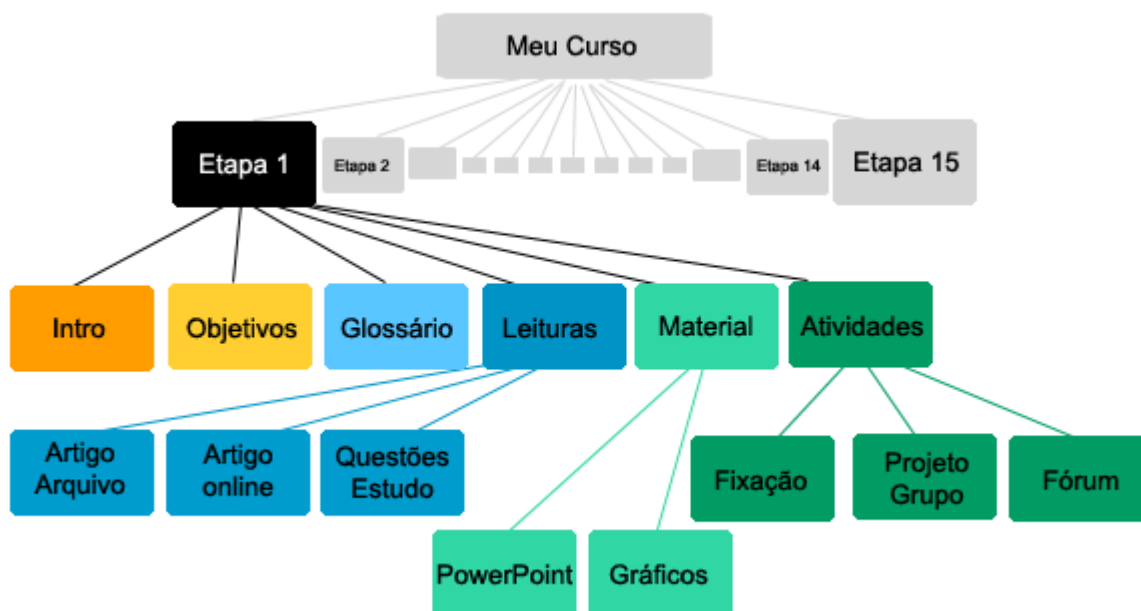 Meu Curso
Etapa 1
Etapa 2
Etapa 14
Etapa 15
Intro
Objetivos
Glossário
Leituras
Material
Atividades
Artigo
Arquivo
Artigo
online
Questões
Estudo
Fixação
Projeto
Grupo
Fórum
PowerPoint
Gráficos